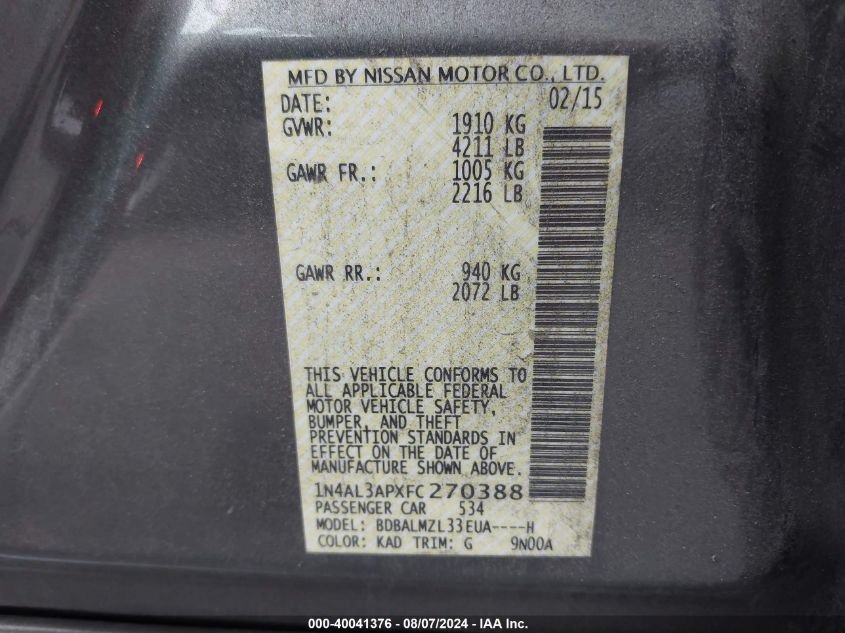 MFD BY NISSAN MOTOR CO., LTD.
DATE: 02/15
GVWR: 1910 KG
4211 LB
GAWR FR.: 1005 KG
2216 LB
GAWR RR.: 940 KG
2072 LB
THIS VEHICLE CONFORMS TO
ALL APPLICABLE FEDERAL
MOTOR VEHICLE SAFETY,
BUMPER, AND THEFT
PREVENTION STANDARDS IN
EFFECT ON THE DATE OF
MANUFACTURE SHOWN ABOVE.
1N4AL3APXFC270388
PASSENGER CAR 534
MODEL: BDBALMZL33EUA----H
COLOR: KAD TRIM: G 9N00A
000-40041376 - 08/07/2024 - IAA Inc.